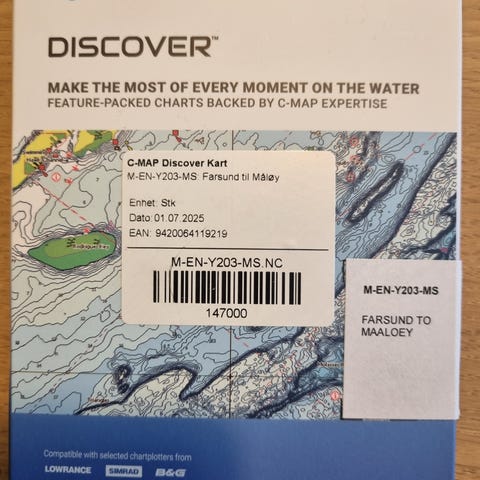 DISCOVER™
MAKE THE MOST OF EVERY MOMENT ON THE WATER
FEATURE-PACKED CHARTS BACKED BY C-MAP EXPERTISE
C-MAP Discover Kart
M-EN-Y203-MS: Farsund til Måløy
Enhet: Stk
Dato: 01.07.2025
EAN: 9420064119219
M-EN-Y203-MS.NC
147000
M-EN-Y203-MS
FARSUND TO
MAALOEY
Compatible with selected chartplotters from
LOWRANCE SIMRAD B&G